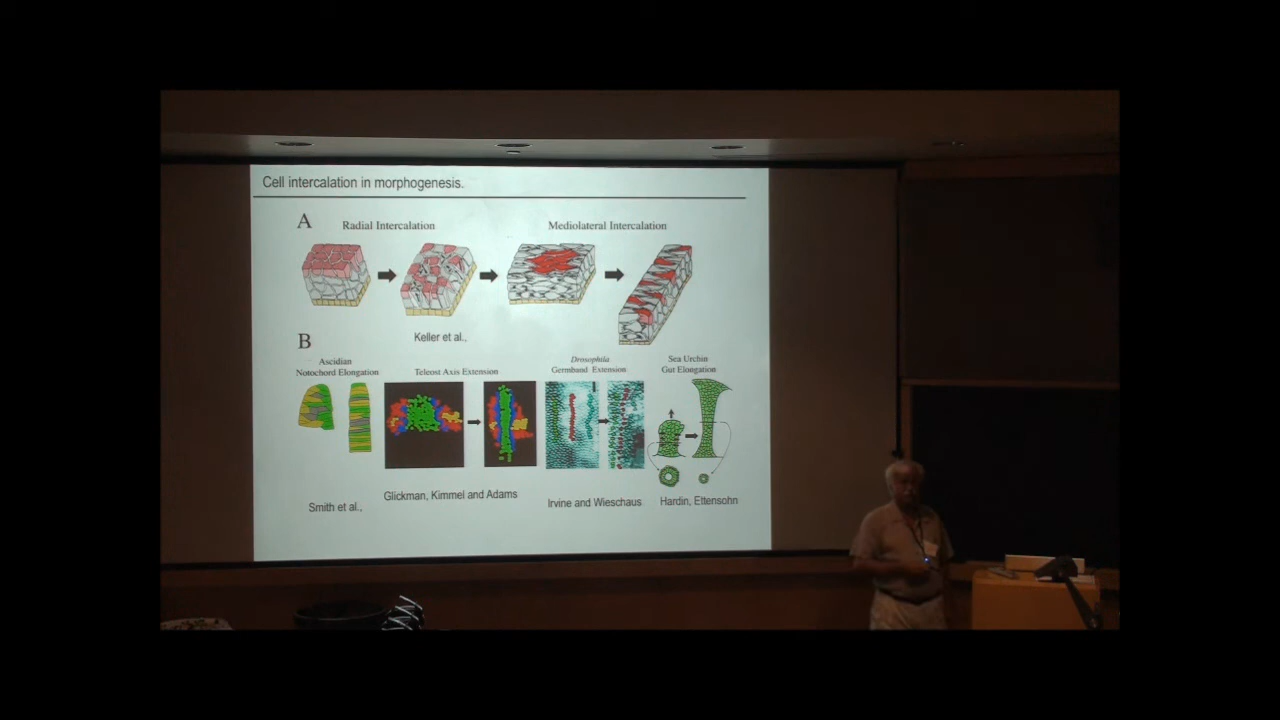 Cell intercalation in morphogenesis.
A
Radial Intercalation
Mediolateral Intercalation
Keller et al.,
B
Ascidian
Notochord Elongation
Teleost Axis Extension
Drosophila
Germband Extension
Sea Urchin
Gut Elongation
Smith et al.,
Glickman, Kimmel and Adams
Irvine and Wieschaus
Hardin, Ettensohn